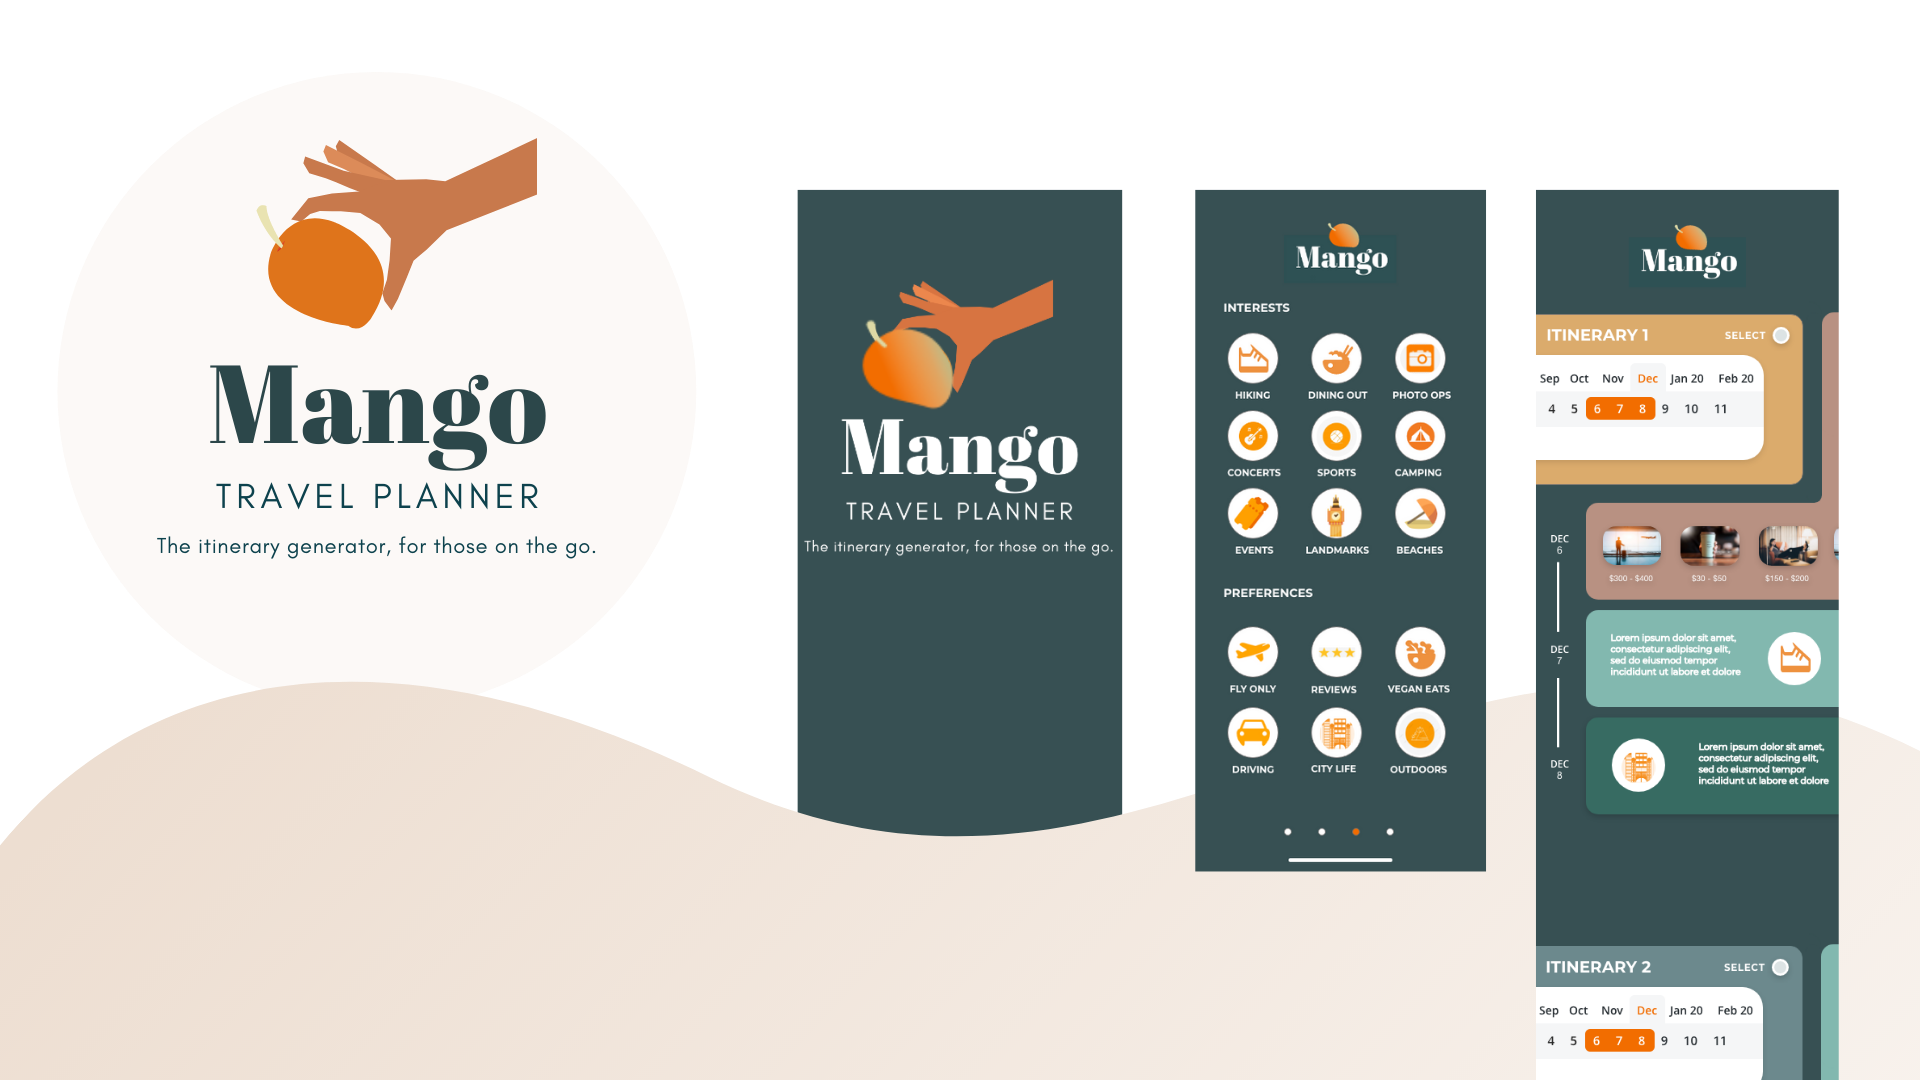 Mango
TRAVEL PLANNER
The itinerary generator, for those on the go.
Mango
TRAVEL PLANNER
The itinerary generator, for those on the go.
Mango
INTERESTS
HIKING DINING OUT PHOTO OPS
CONCERTS SPORTS CAMPING
EVENTS LANDMARKS BEACHES
PREFERENCES
FLY ONLY REVIEWS VEGAN EATS
DRIVING CITY LIFE OUTDOORS
Mango
ITINERARY 1 SELECT
Sep Oct Nov Dec Jan 20 Feb 20
4 5 6 7 8 9 10 11
DEC
6
$300 - $400 $30 - $50 $150 - $200
DEC
7
Lorem ipsum dolor sit amet,
consectetur adipiscing elit,
sed do eiusmod tempor
incididunt ut labore et dolore
DEC
8
Lorem ipsum dolor sit amet,
consectetur adipiscing elit,
sed do eiusmod tempor
incididunt ut labore et dolore
ITINERARY 2 SELECT
Sep Oct Nov Dec Jan 20 Feb 20
4 5 6 7 8 9 10 11